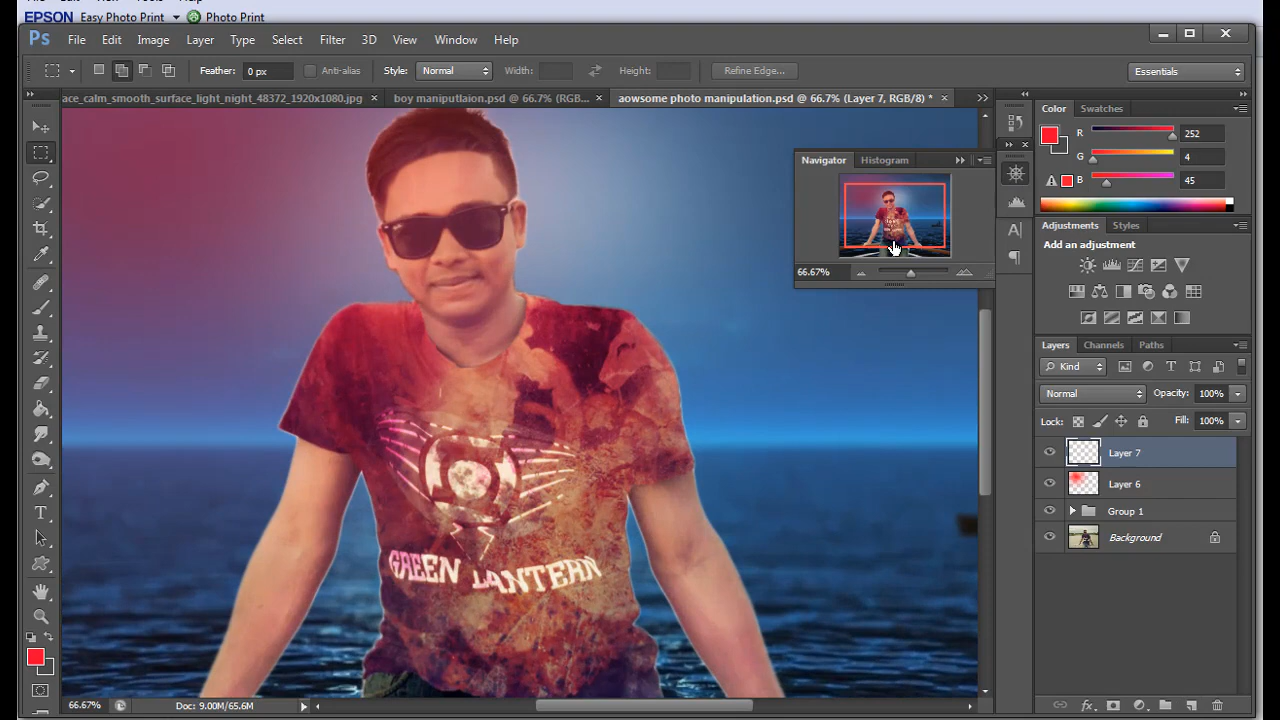 EPSON Easy Photo Print Photo Print
Ps File Edit Image Layer Type Select Filter 3D View Window Help
Feather: 0 px Anti-alias Style: Normal Width: Height: Refine Edge... Essentials
ace_calm_smooth_surface_light_night_48372_1920x1080.jpg × boy maniputlaion.psd @ 66.7% (RGB... × aowsome photo manipulation.psd @ 66.7% (Layer 7, RGB/8) * ×
Color Swatches
R 252
G 4
B 45
Navigator Histogram
66.67%
Adjustments Styles
Add an adjustment
Layers Channels Paths
Kind
Normal Opacity: 100%
Lock: Fill: 100%
Layer 7
Layer 6
Group 1
Background
GREEN LANTERN
66.67% Doc: 9.00M/65.6M